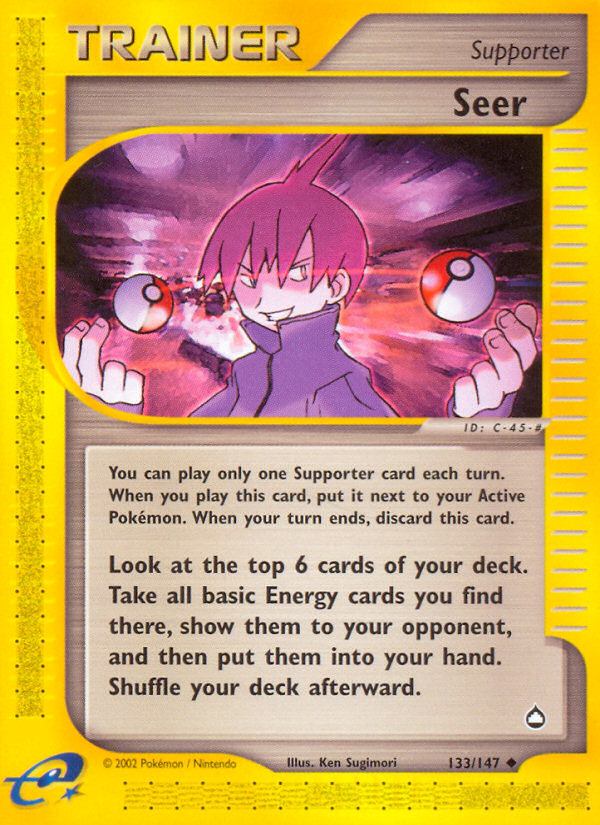 TRAINER
Supporter
Seer
ID: C-45-#
You can play only one Supporter card each turn.
When you play this card, put it next to your Active
Pokémon. When your turn ends, discard this card.
Look at the top 6 cards of your deck.
Take all basic Energy cards you find
there, show them to your opponent,
and then put them into your hand.
Shuffle your deck afterward.
© 2002 Pokémon / Nintendo
Illus. Ken Sugimori
133/147 ◆
e